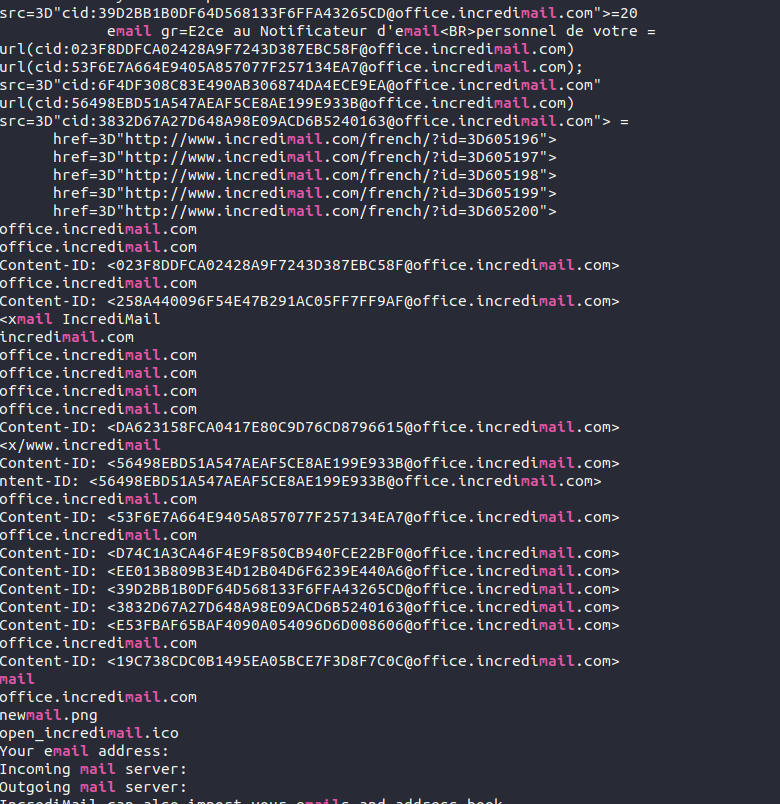 src=3D"cid:39D2BB1B0DF64D568133F6FFA43265CD@office.incredimail.com">=20
email gr=E2ce au Notificateur d'email<BR>personnel de votre =
url(cid:023F8DDFCA02428A9F7243D387EBC58F@office.incredimail.com)
url(cid:53F6E7A664E9405A857077F257134EA7@office.incredimail.com);
src=3D"cid:6F4DF308C83E490AB306874DA4ECE9EA@office.incredimail.com"
url(cid:56498EBD51A547AEAF5CE8AE199E933B@office.incredimail.com)
src=3D"cid:3832D67A27D648A98E09ACD6B5240163@office.incredimail.com"> =
href=3D"http://www.incredimail.com/french/?id=3D605196">
href=3D"http://www.incredimail.com/french/?id=3D605197">
href=3D"http://www.incredimail.com/french/?id=3D605198">
href=3D"http://www.incredimail.com/french/?id=3D605199">
href=3D"http://www.incredimail.com/french/?id=3D605200">
office.incredimail.com
office.incredimail.com
Content-ID: <023F8DDFCA02428A9F7243D387EBC58F@office.incredimail.com>
office.incredimail.com
Content-ID: <258A440096F54E47B291AC05FF7FF9AF@office.incredimail.com>
<xmail IncrediMail
incredimail.com
office.incredimail.com
office.incredimail.com
office.incredimail.com
office.incredimail.com
Content-ID: <DA623158FCA0417E80C9D76CD8796615@office.incredimail.com>
<x/www.incredimail
Content-ID: <56498EBD51A547AEAF5CE8AE199E933B@office.incredimail.com>
ntent-ID: <56498EBD51A547AEAF5CE8AE199E933B@office.incredimail.com>
office.incredimail.com
Content-ID: <53F6E7A664E9405A857077F257134EA7@office.incredimail.com>
office.incredimail.com
Content-ID: <D74C1A3CA46F4E9F850CB940FCE22BF0@office.incredimail.com>
Content-ID: <EE013B809B3E4D12B04D6F6239E440A6@office.incredimail.com>
Content-ID: <39D2BB1B0DF64D568133F6FFA43265CD@office.incredimail.com>
Content-ID: <3832D67A27D648A98E09ACD6B5240163@office.incredimail.com>
Content-ID: <E53FBAF65BAF4090A054096D6D008606@office.incredimail.com>
office.incredimail.com
Content-ID: <19C738CDC0B1495EA05BCE7F3D8F7C0C@office.incredimail.com>
mail
office.incredimail.com
newmail.png
open_incredimail.ico
Your email address:
Incoming mail server:
Outgoing mail server:
IncrediMail can also import your emails and address book